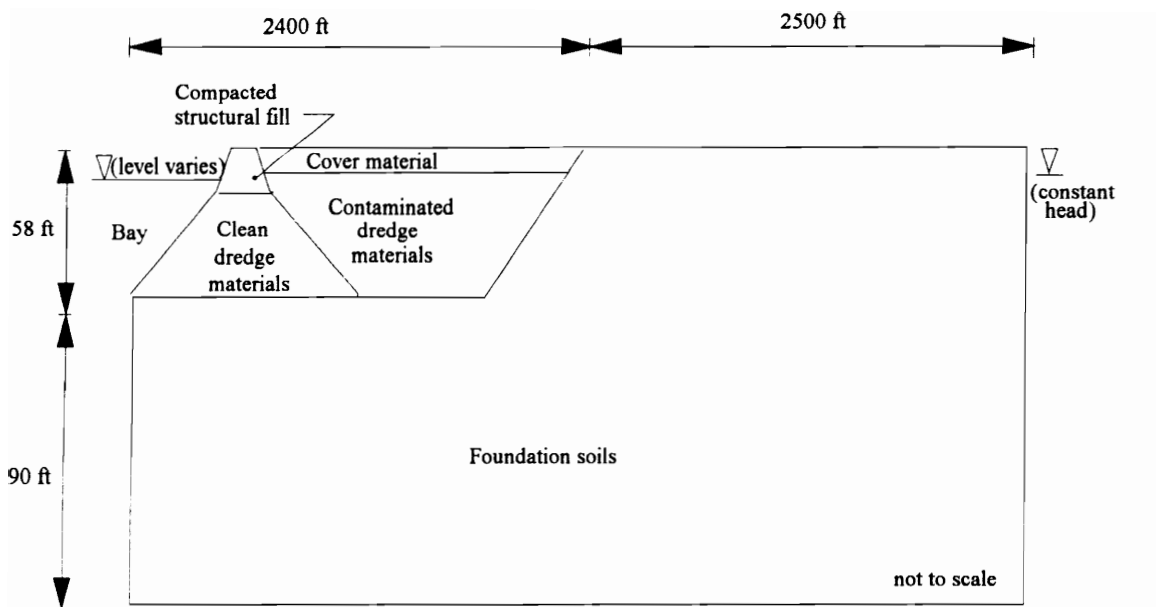 2400 ft
2500 ft
Compacted
structural fill
(level varies)
Cover material
(constant
head)
58 ft
Bay
Clean
dredge
materials
Contaminated
dredge
materials
90 ft
Foundation soils
not to scale